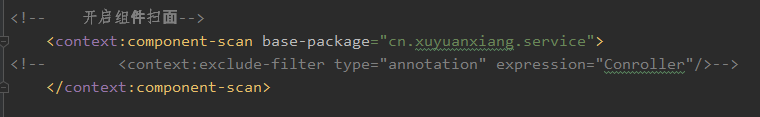 <!-- 开启组件扫面-->
<context:component-scan base-package="cn.xuyuanxiang.service">
<!-- <context:exclude-filter type="annotation" expression="Conroller"/>-->
</context:component-scan>